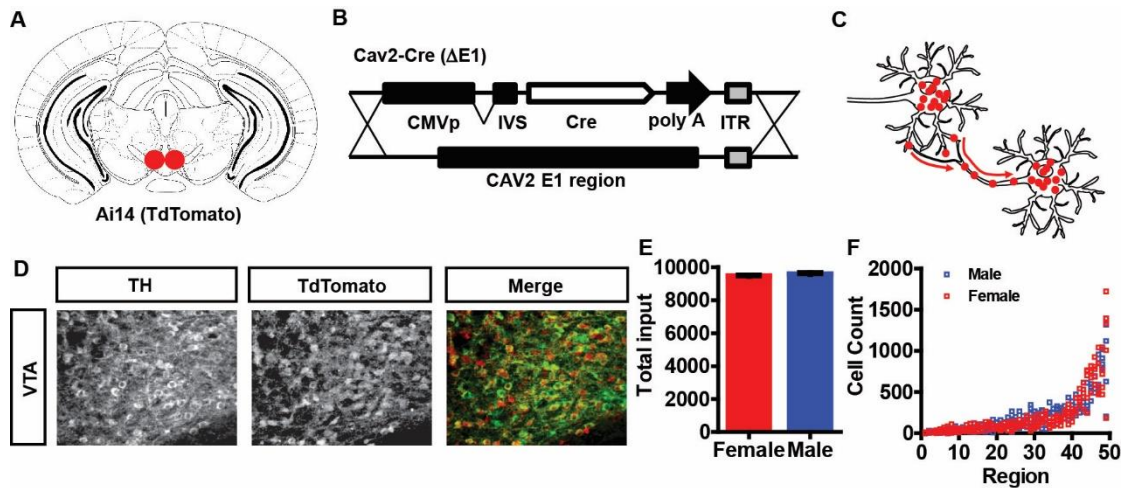 A
Ai14 (TdTomato)
B
Cav2-Cre (ΔE1)
CMVp IVS Cre poly A ITR
CAV2 E1 region
C
D
TH TdTomato Merge
VTA
E
Total input
10000
8000
6000
4000
2000
0
Female Male
F
Male
Female
Cell Count
2000
1500
1000
500
0
0 10 20 30 40 50
Region